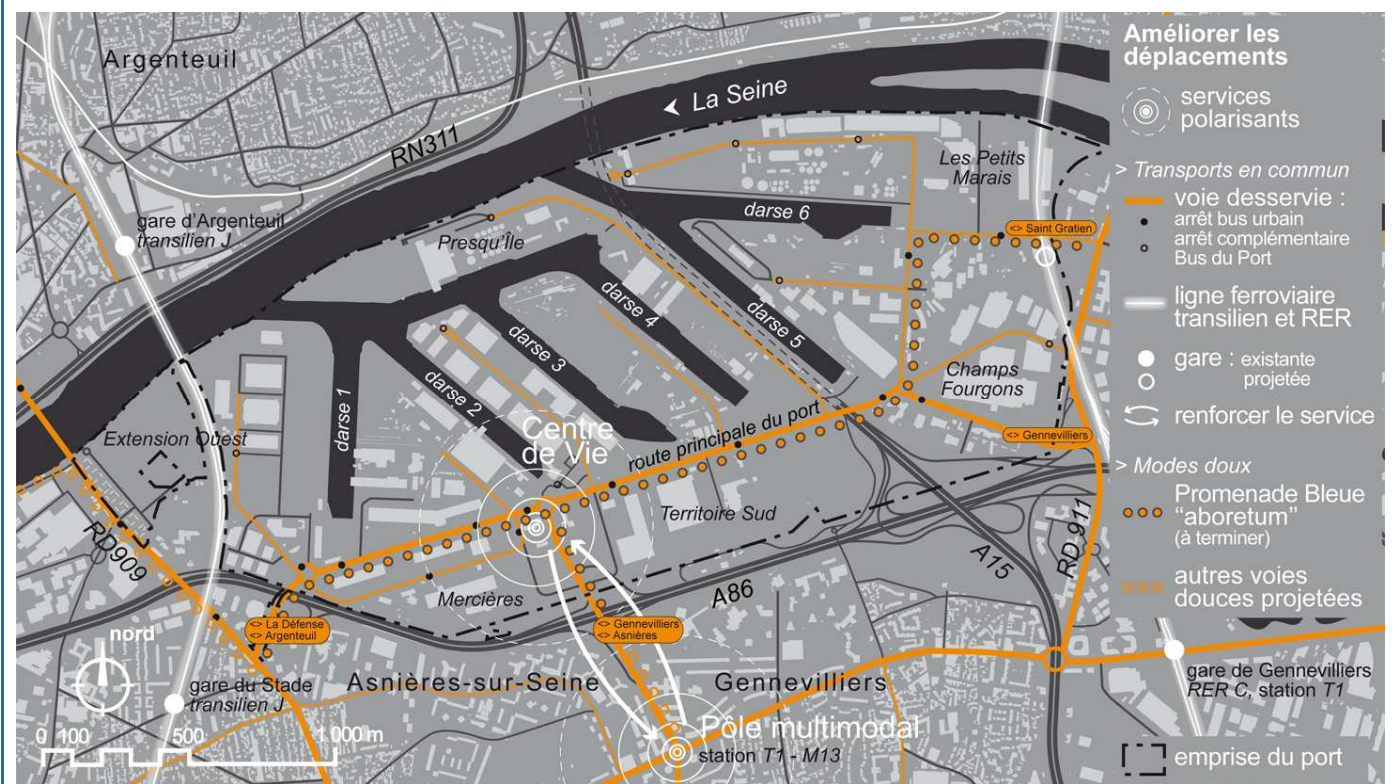 Argenteuil
RN311
◄ La Seine
gare d'Argenteuil
transilien J
Presqu'Île
darse 6
Les Petits
Marais
<> Saint Gratien
darse 1
darse 2
darse 3
darse 4
darse 5
Champs
Fourgons
<> Gennevilliers
Extension Ouest
Centre
de Vie
route principale du port
Territoire Sud
RD909
Mercières
A86
A15
RD 911
<> La Défense
<> Argenteuil
<> Gennevilliers
<> Asnières
nord
gare du Stade
transilien J
Asnières-sur-Seine
Gennevilliers
Pôle multimodal
station T1 - M13
0 100 500 1 000 m
Améliorer les
déplacements
services
polarisants
> Transports en commun
voie desservie :
arrêt bus urbain
arrêt complémentaire
Bus du Port
ligne ferroviaire
transilien et RER
gare : existante
projetée
renforcer le service
> Modes doux
Promenade Bleue
"aboretum"
(à terminer)
autres voies
douces projetées
gare de Gennevilliers
RER C, station T1
emprise du port